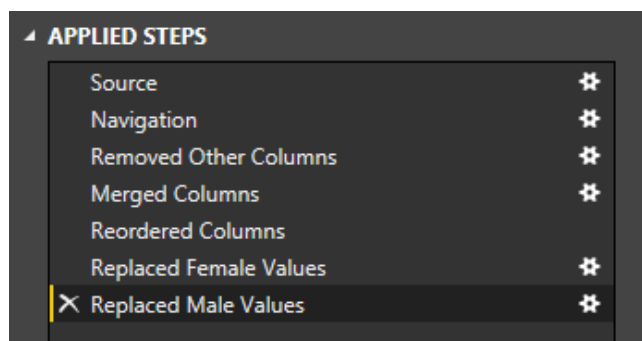 APPLIED STEPS
Source
Navigation
Removed Other Columns
Merged Columns
Reordered Columns
Replaced Female Values
Replaced Male Values